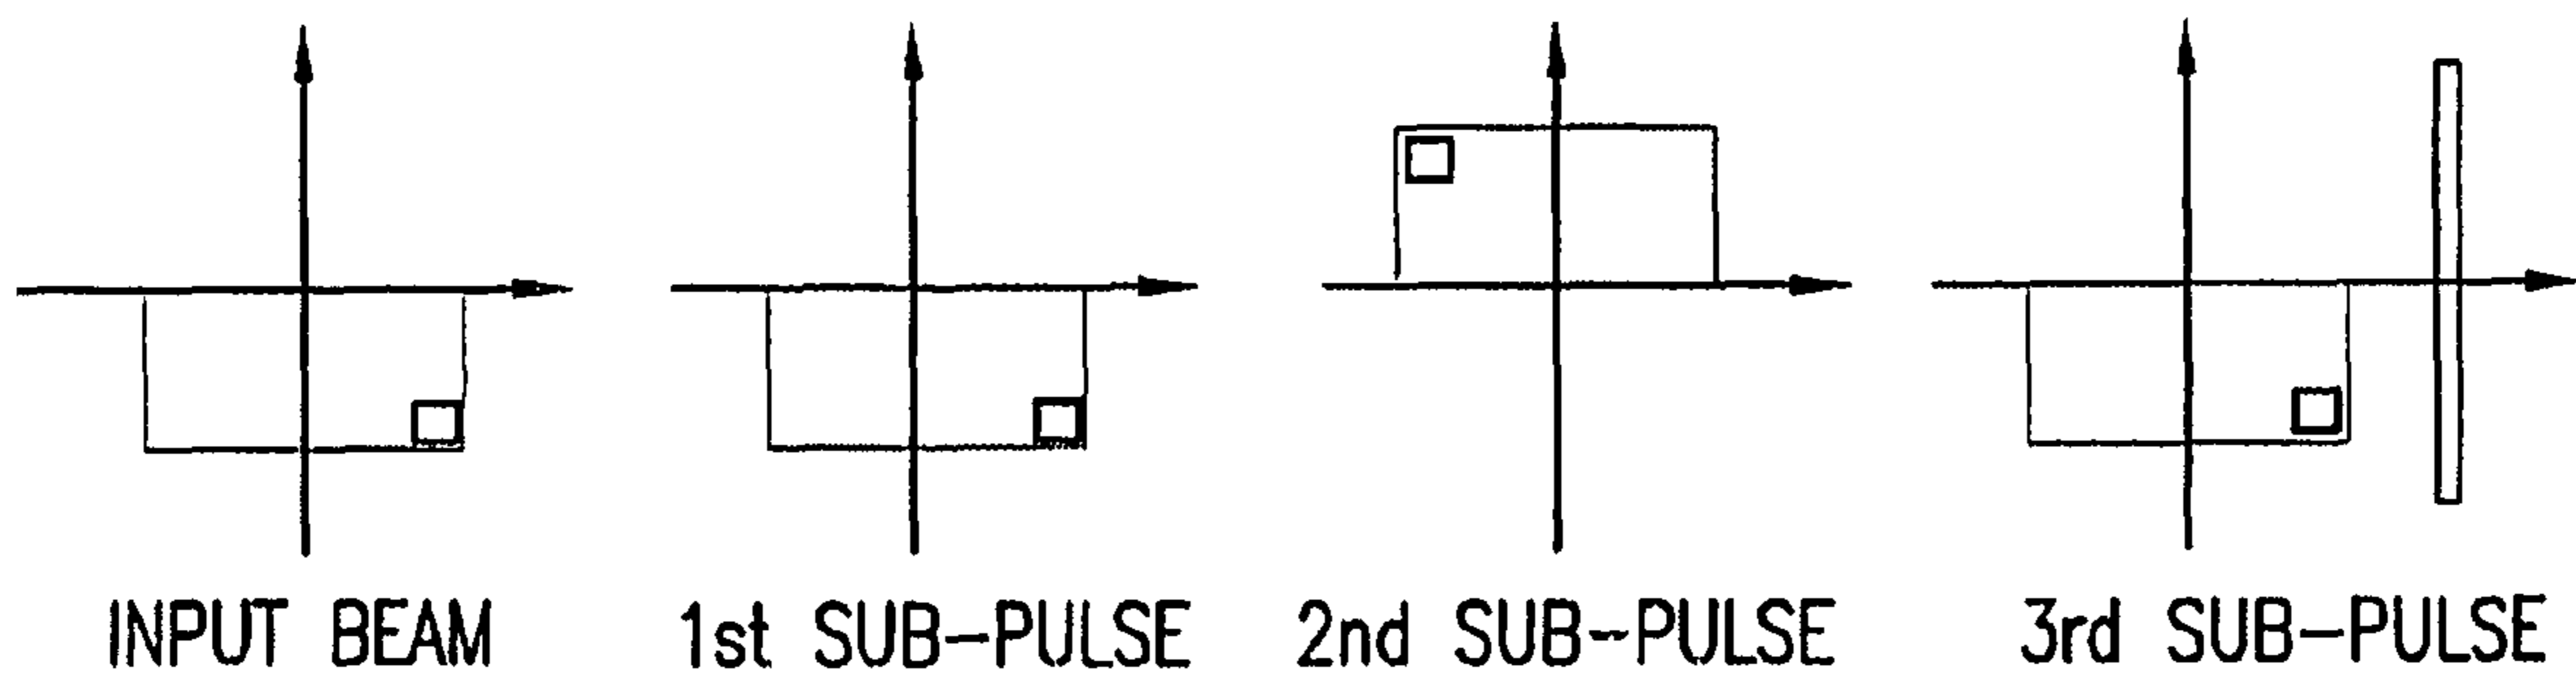 INPUT BEAM
1st SUB-PULSE
2nd SUB-PULSE
3rd SUB-PULSE